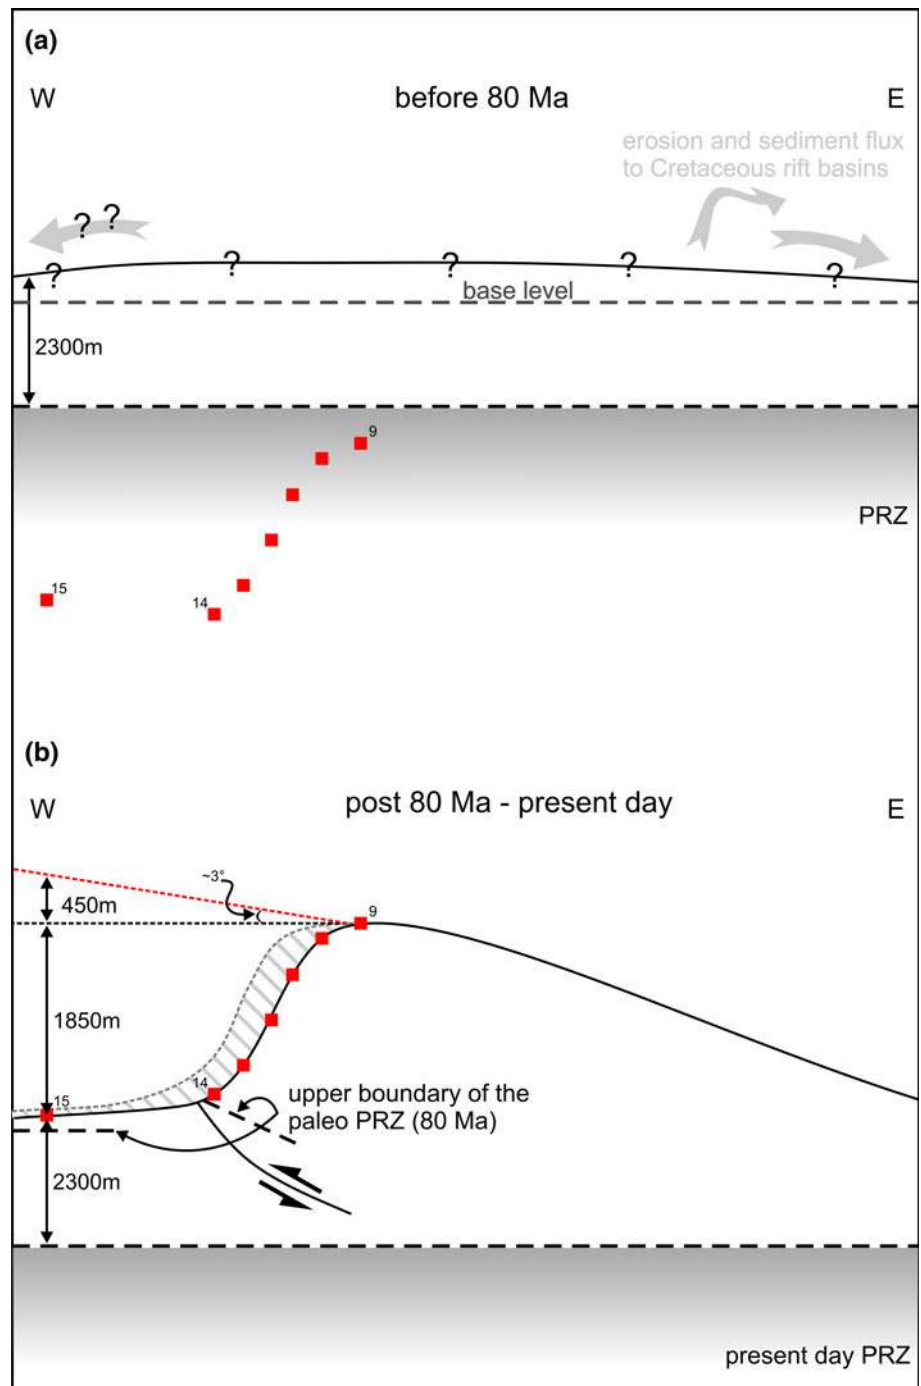 (a)
W
before 80 Ma
E
erosion and sediment flux
to Cretaceous rift basins
? ?
? ? ? ? ?
base level
2300m
9
PRZ
15
14
(b)
W
post 80 Ma - present day
E
~3°
450m
9
1850m
14
15
upper boundary of the
paleo PRZ (80 Ma)
2300m
present day PRZ